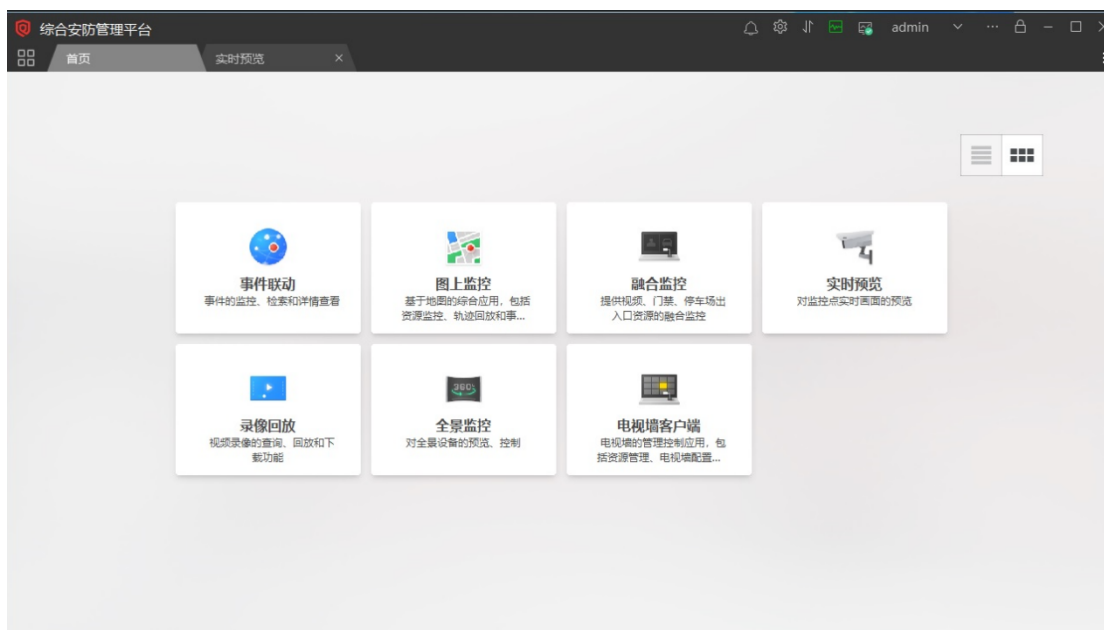 综合安防管理平台
admin
首页
实时预览
事件联动
事件的监控、检索和详情查看
图上监控
基于地图的综合应用，包括
资源监控、轨迹回放和事...
融合监控
提供视频、门禁、停车场出
入口资源的融合监控
实时预览
对监控点实时画面的预览
录像回放
视频录像的查询、回放和下
载功能
360°
全景监控
对全景设备的预览、控制
电视墙客户端
电视墙的管理控制应用，包
括资源管理、电视墙配置...